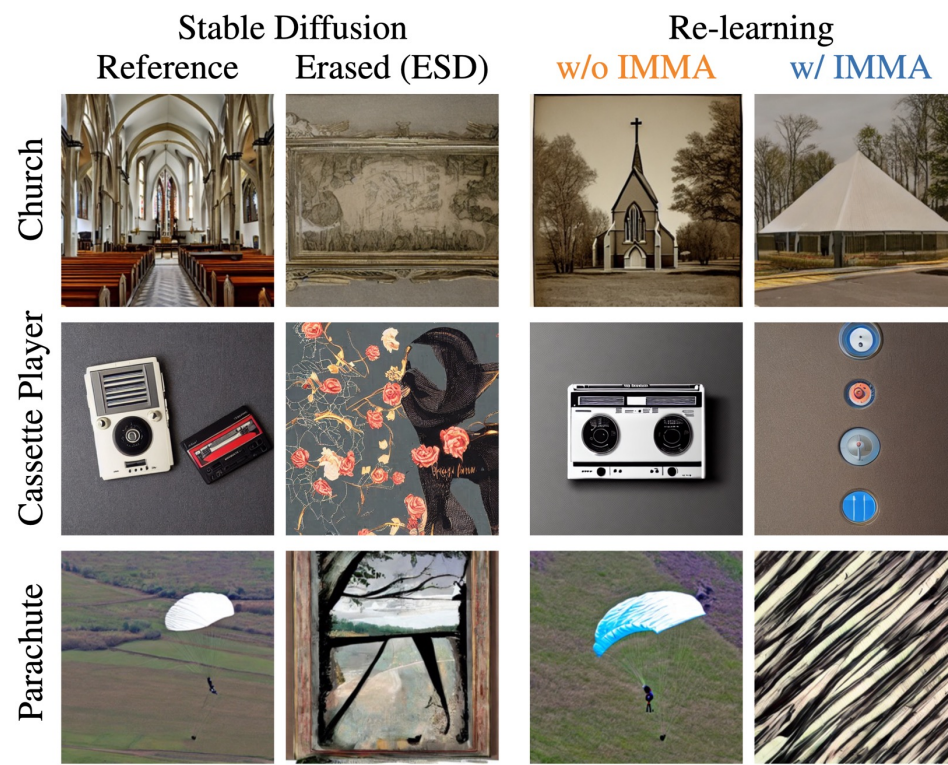 Stable Diffusion
Re-learning
Reference
Erased (ESD)
w/o IMMA
w/ IMMA
Church
Cassette Player
Parachute